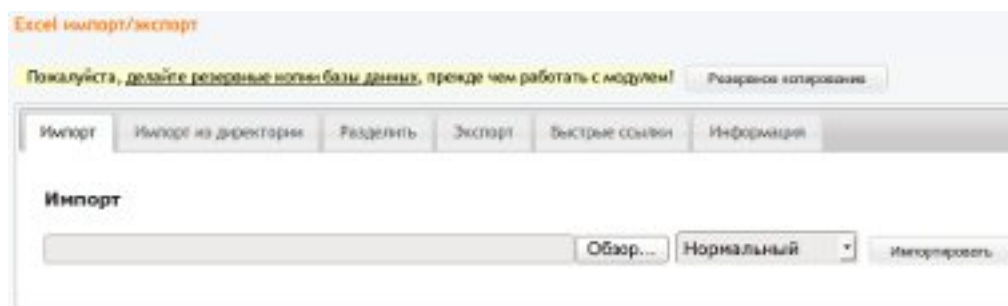 Excel импорт/экспорт
Пожалуйста, делайте резервные копии базы данных, прежде чем работать с модулем! Резервное копирование
Импорт Импорт из директории Разделить Экспорт Быстрые ссылки Информация
Импорт
Обзор... Нормальный Импортировать